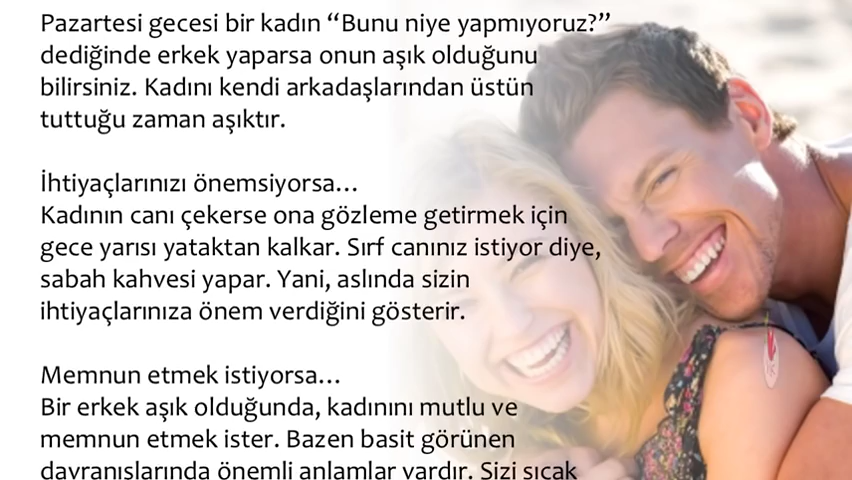 Pazartesi gecesi bir kadın “Bunu niye yapmıyoruz?”
dediğinde erkek yaparsa onun aşık olduğunu
bilirsiniz. Kadını kendi arkadaşlarından üstün
tuttuğu zaman aşıktır.
İhtiyaçlarınızı önemsiyorsa…
Kadının canı çekerse ona gözleme getirmek için
gece yarısı yataktan kalkar. Sırf canınız istiyor diye,
sabah kahvesi yapar. Yani, aslında sizin
ihtiyaçlarınıza önem verdiğini gösterir.
Memnun etmek istiyorsa…
Bir erkek aşık olduğunda, kadınını mutlu ve
memnun etmek ister. Bazen basit görünen
davranışlarında önemli anlamlar vardır. Sizi sıcak